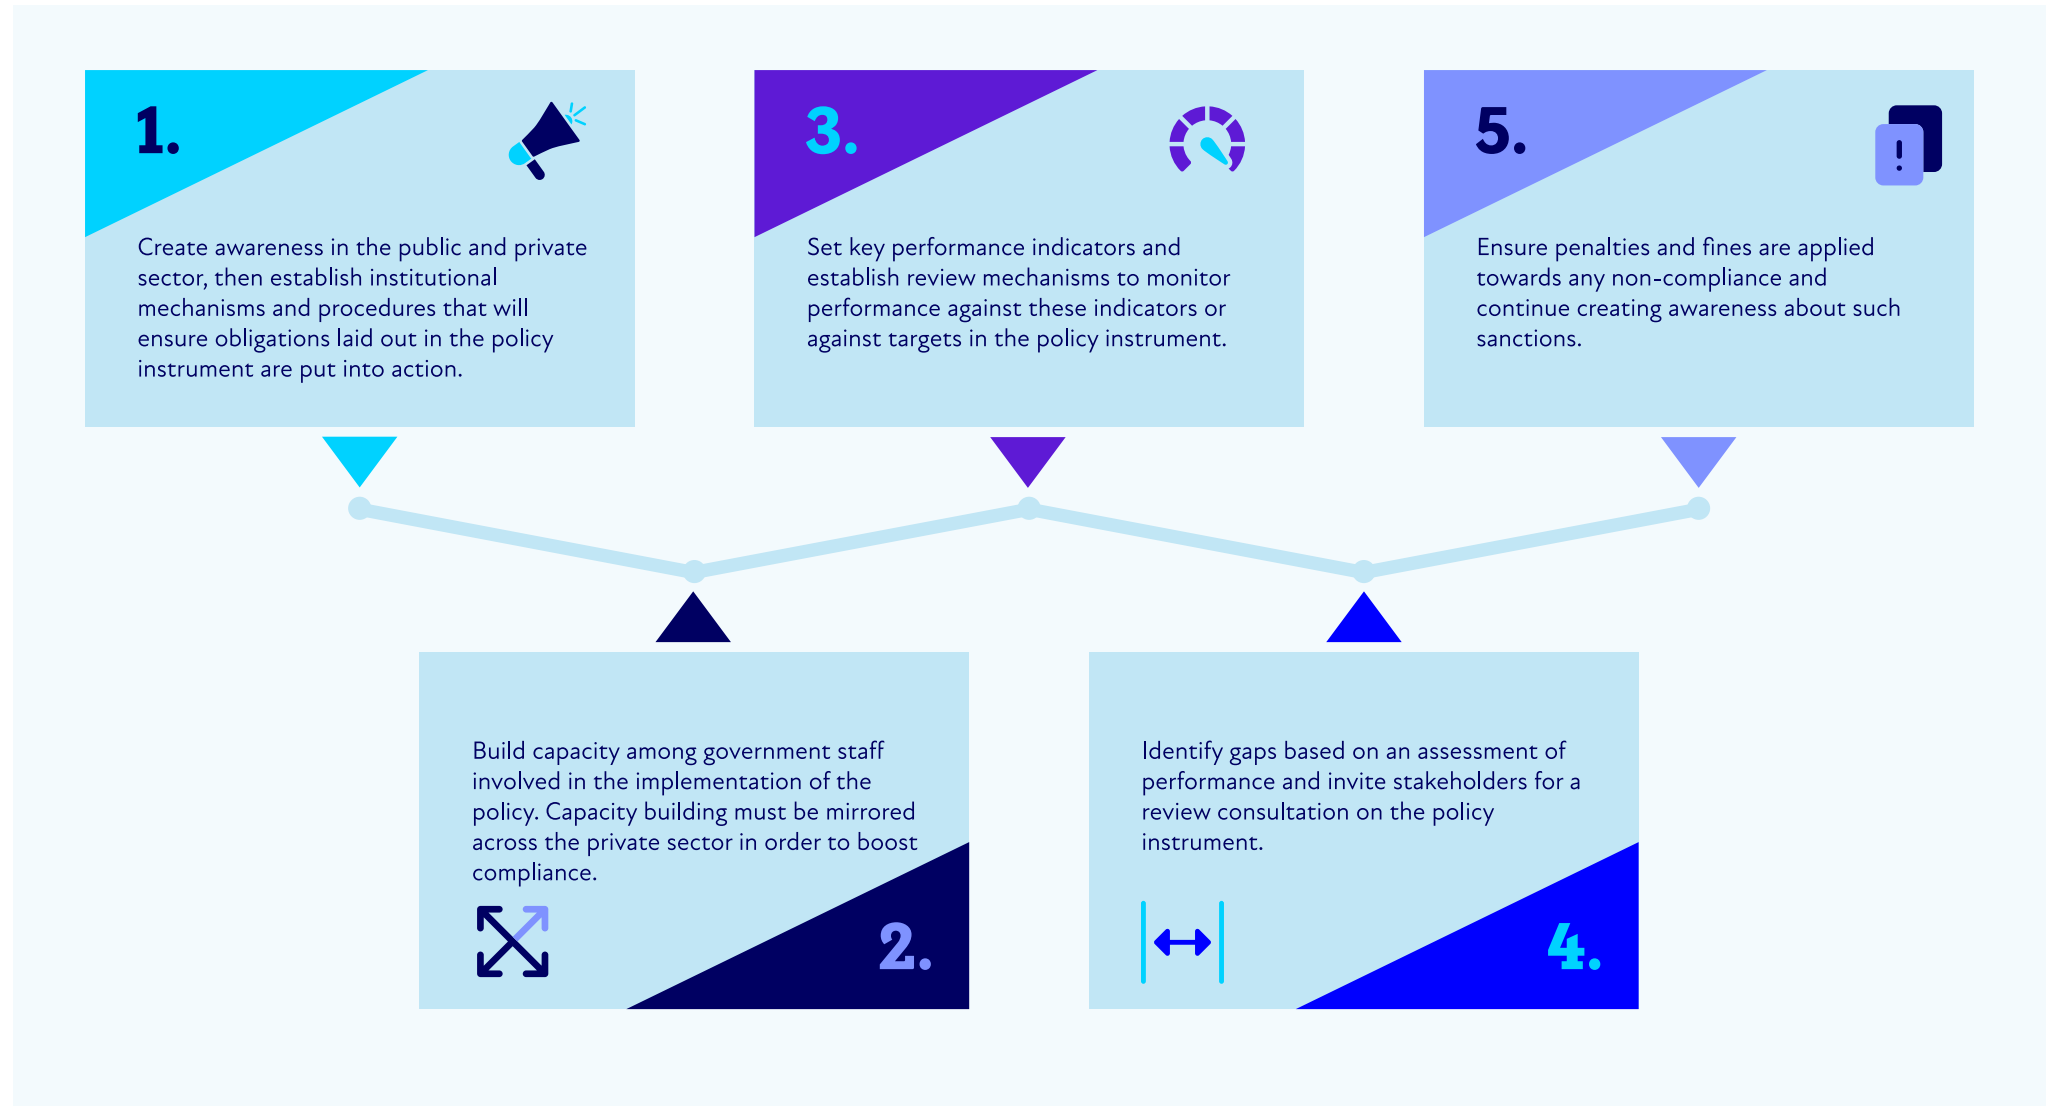 1.
Create awareness in the public and private
sector, then establish institutional
mechanisms and procedures that will
ensure obligations laid out in the policy
instrument are put into action.
Build capacity among government staff
involved in the implementation of the
policy. Capacity building must be mirrored
across the private sector in order to boost
compliance.
2.
3.
Set key performance indicators and
establish review mechanisms to monitor
performance against these indicators or
against targets in the policy instrument.
Identify gaps based on an assessment of
performance and invite stakeholders for a
review consultation on the policy
instrument.
4.
5.
!
Ensure penalties and fines are applied
towards any non-compliance and
continue creating awareness about such
sanctions.